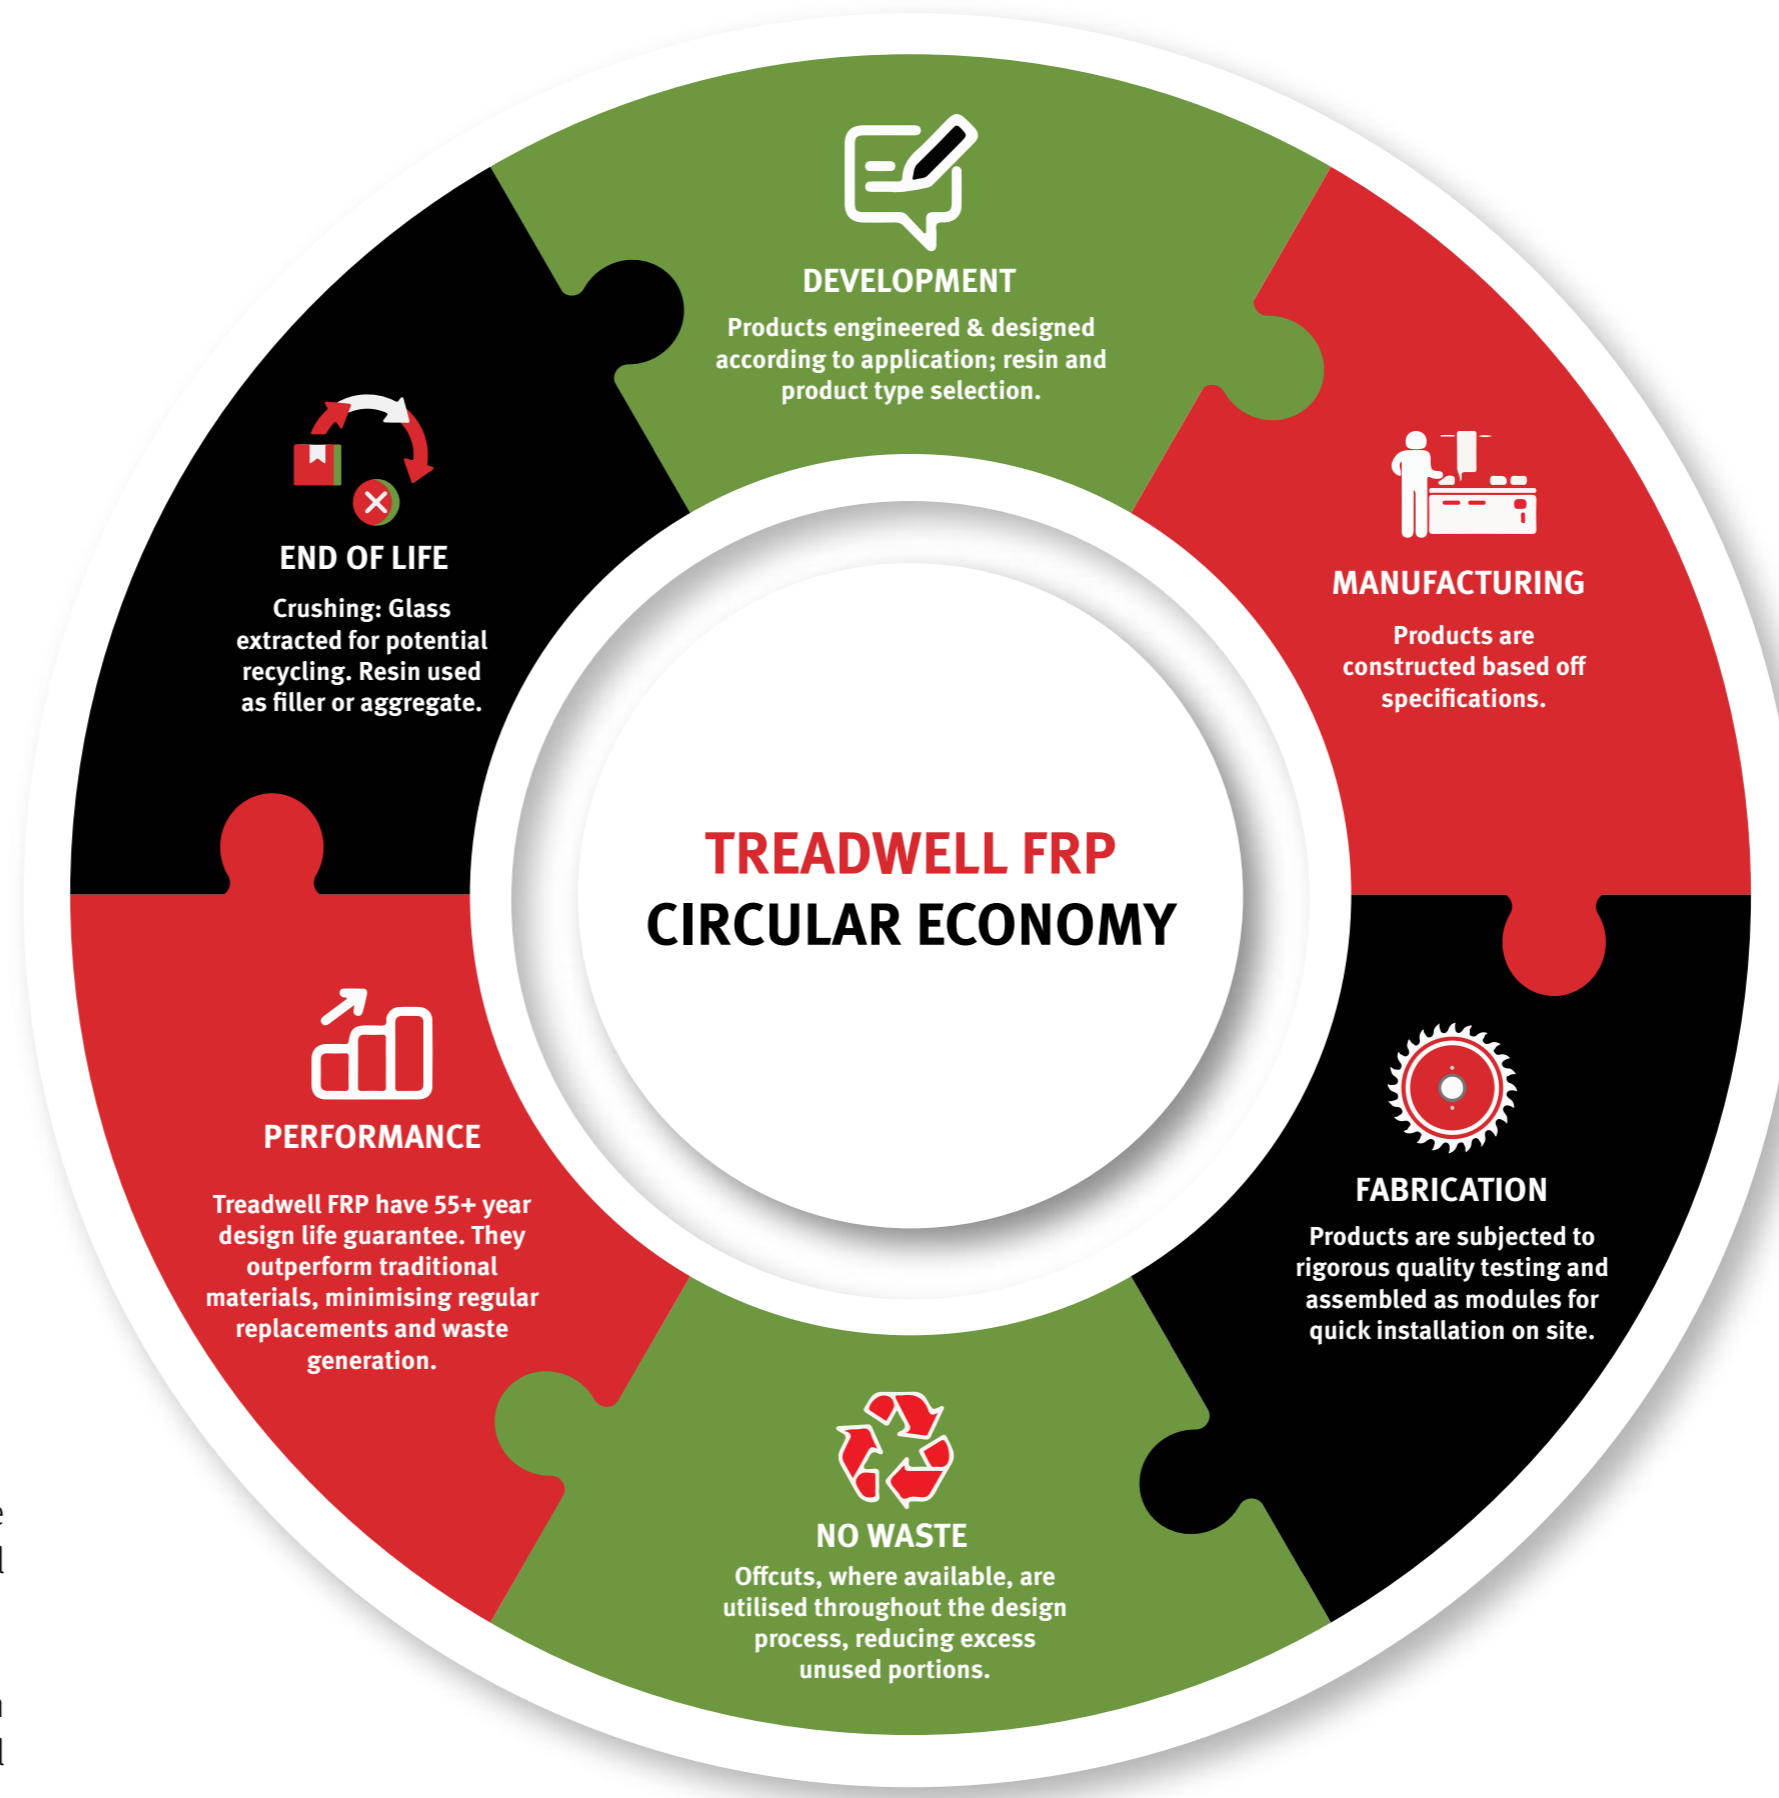 DEVELOPMENT
Products engineered & designed
according to application; resin and
product type selection.
MANUFACTURING
Products are
constructed based off
specifications.
FABRICATION
Products are subjected to
rigorous quality testing and
assembled as modules for
quick installation on site.
NO WASTE
Offcuts, where available, are
utilised throughout the design
process, reducing excess
unused portions.
PERFORMANCE
Treadwell FRP have 55+ year
design life guarantee. They
outperform traditional
materials, minimising regular
replacements and waste
generation.
END OF LIFE
Crushing: Glass
extracted for potential
recycling. Resin used
as filler or aggregate.
TREADWELL FRP
CIRCULAR ECONOMY